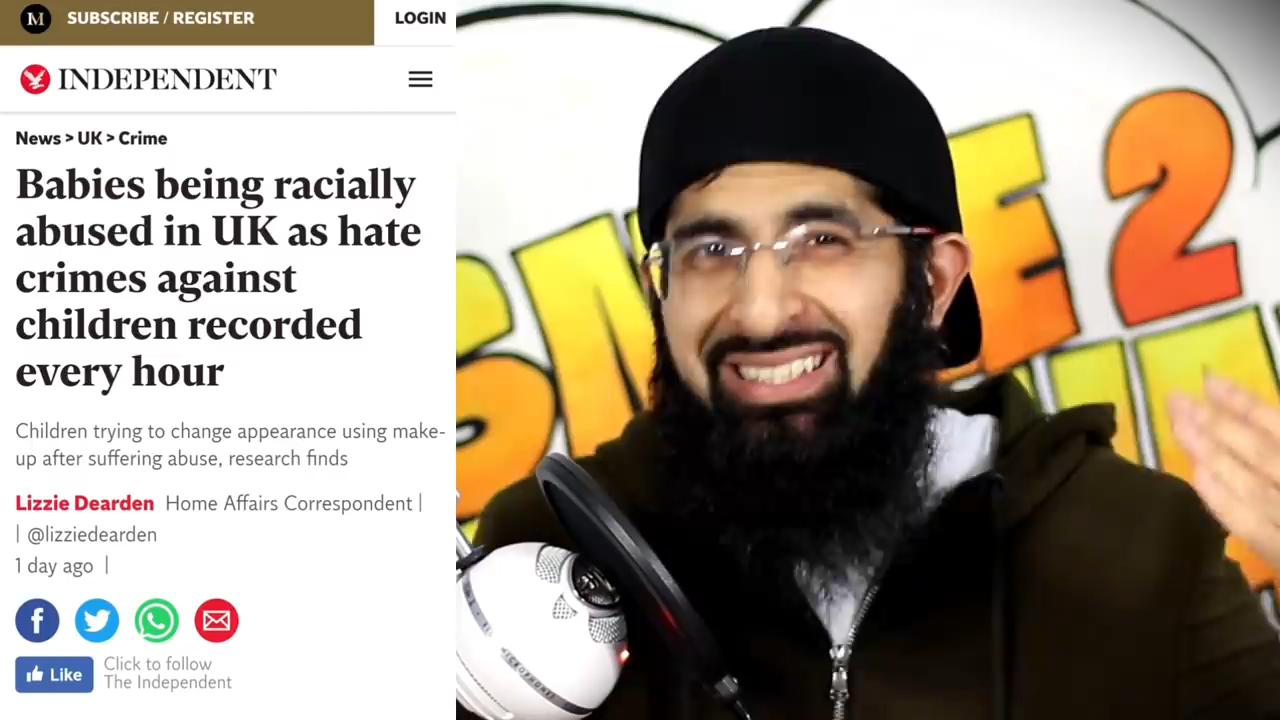 M SUBSCRIBE / REGISTER LOGIN
INDEPENDENT
News > UK > Crime
Babies being racially
abused in UK as hate
crimes against
children recorded
every hour
Children trying to change appearance using make-
up after suffering abuse, research finds
Lizzie Dearden Home Affairs Correspondent |
| @lizziedearden
1 day ago |
f
Like Click to follow
The Independent
2
MICROPHONES